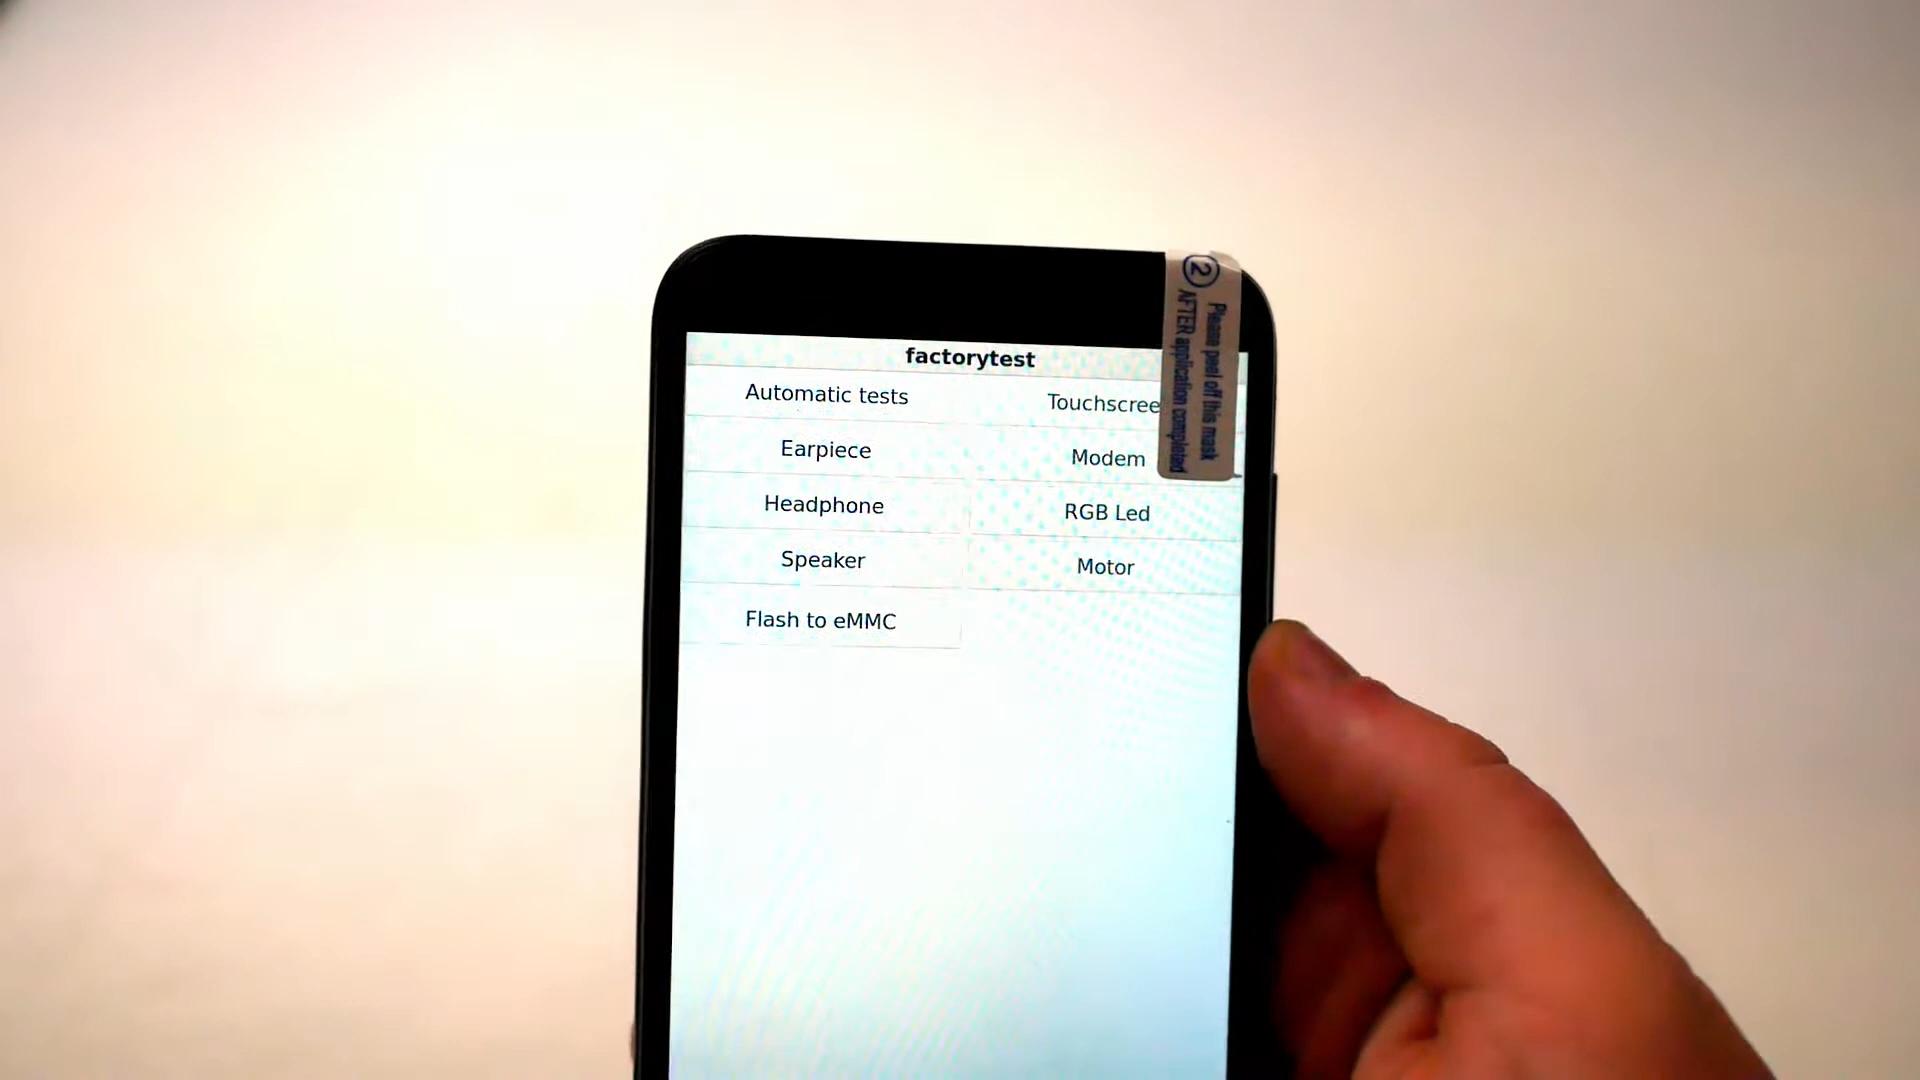 factorytest
Automatic tests
Touchscree
Earpiece
Modem
Headphone
RGB Led
Speaker
Motor
Flash to eMMC
2
Please peel off this mask
AFTER application completed